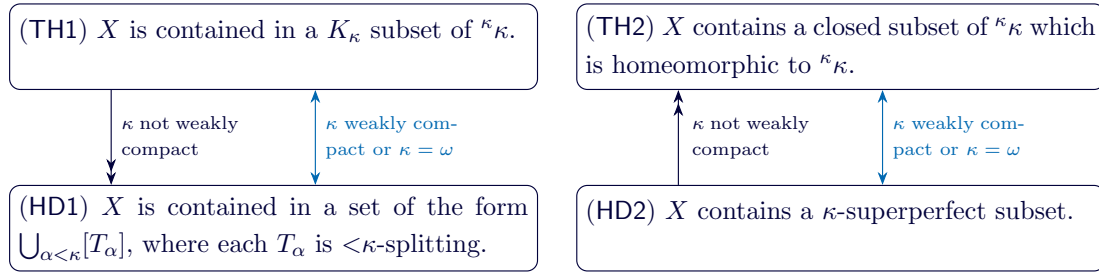 (TH1) X is contained in a K_κ subset of ^κκ.
(TH2) X contains a closed subset of ^κκ which
is homeomorphic to ^κκ.
κ not weakly
compact
κ weakly com-
pact or κ = ω
κ not weakly
compact
κ weakly com-
pact or κ = ω
(HD1) X is contained in a set of the form
⋃_{α<κ}[T_α], where each T_α is <κ-splitting.
(HD2) X contains a κ-superperfect subset.